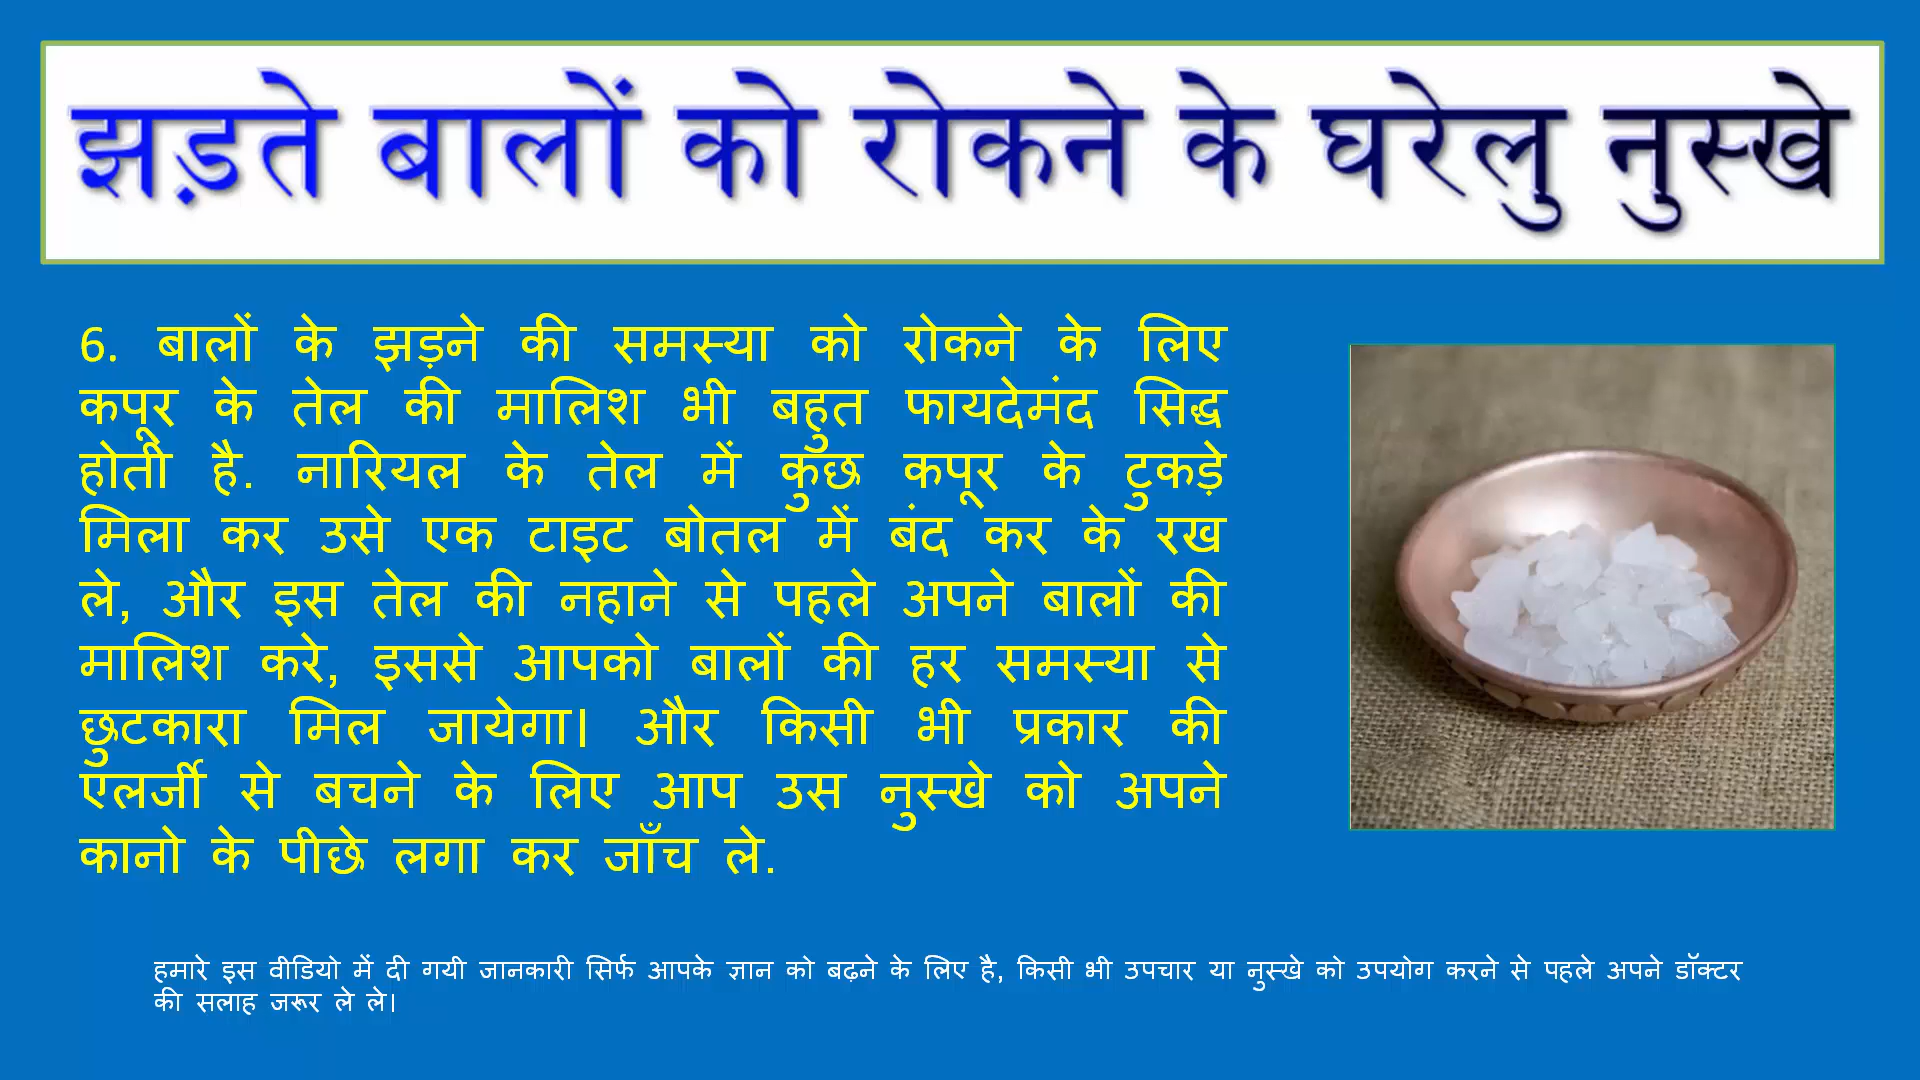 झड़ते बालों को रोकने के घरेलु नुस्खे
6. बालों के झड़ने की समस्या को रोकने के लिए
कपूर के तेल की मालिश भी बहुत फायदेमंद सिद्ध
होती है. नारियल के तेल में कुछ कपूर के टुकड़े
मिला कर उसे एक टाइट बोतल में बंद कर के रख
ले, और इस तेल की नहाने से पहले अपने बालों की
मालिश करे, इससे आपको बालों की हर समस्या से
छुटकारा मिल जायेगा| और किसी भी प्रकार की
एलर्जी से बचने के लिए आप उस नुस्खे को अपने
कानो के पीछे लगा कर जाँच ले.
हमारे इस वीडियो में दी गयी जानकारी सिर्फ आपके ज्ञान को बढ़ने के लिए है, किसी भी उपचार या नुस्खे को उपयोग करने से पहले अपने डॉक्टर
की सलाह जरूर ले ले।